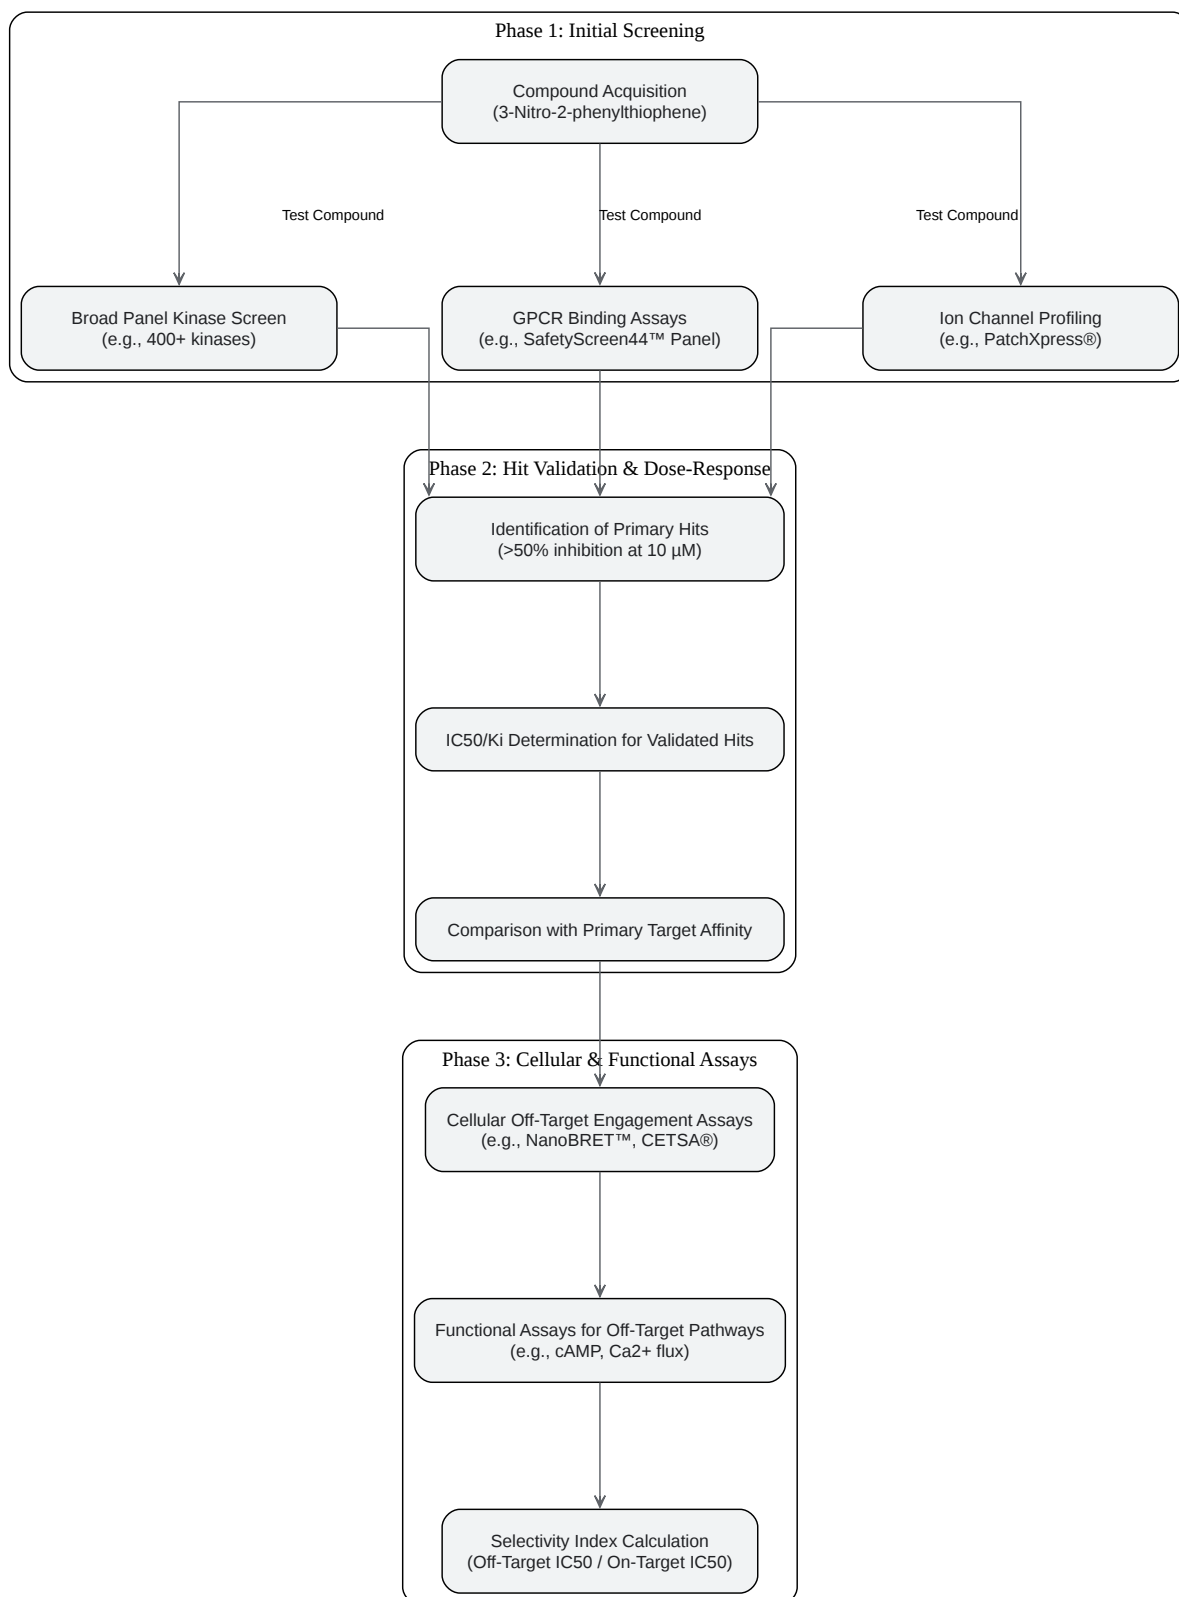 Phase 1: Initial Screening
Compound Acquisition
(3-Nitro-2-phenylthiophene)
Test Compound
Test Compound
Test Compound
Broad Panel Kinase Screen
(e.g., 400+ kinases)
GPCR Binding Assays
(e.g., SafetyScreen44™ Panel)
Ion Channel Profiling
(e.g., PatchXpress®)
Phase 2: Hit Validation & Dose-Response
Identification of Primary Hits
(>50% inhibition at 10 µM)
IC50/Ki Determination for Validated Hits
Comparison with Primary Target Affinity
Phase 3: Cellular & Functional Assays
Cellular Off-Target Engagement Assays
(e.g., NanoBRET™, CETSA®)
Functional Assays for Off-Target Pathways
(e.g., cAMP, Ca2+ flux)
Selectivity Index Calculation
(Off-Target IC50 / On-Target IC50)